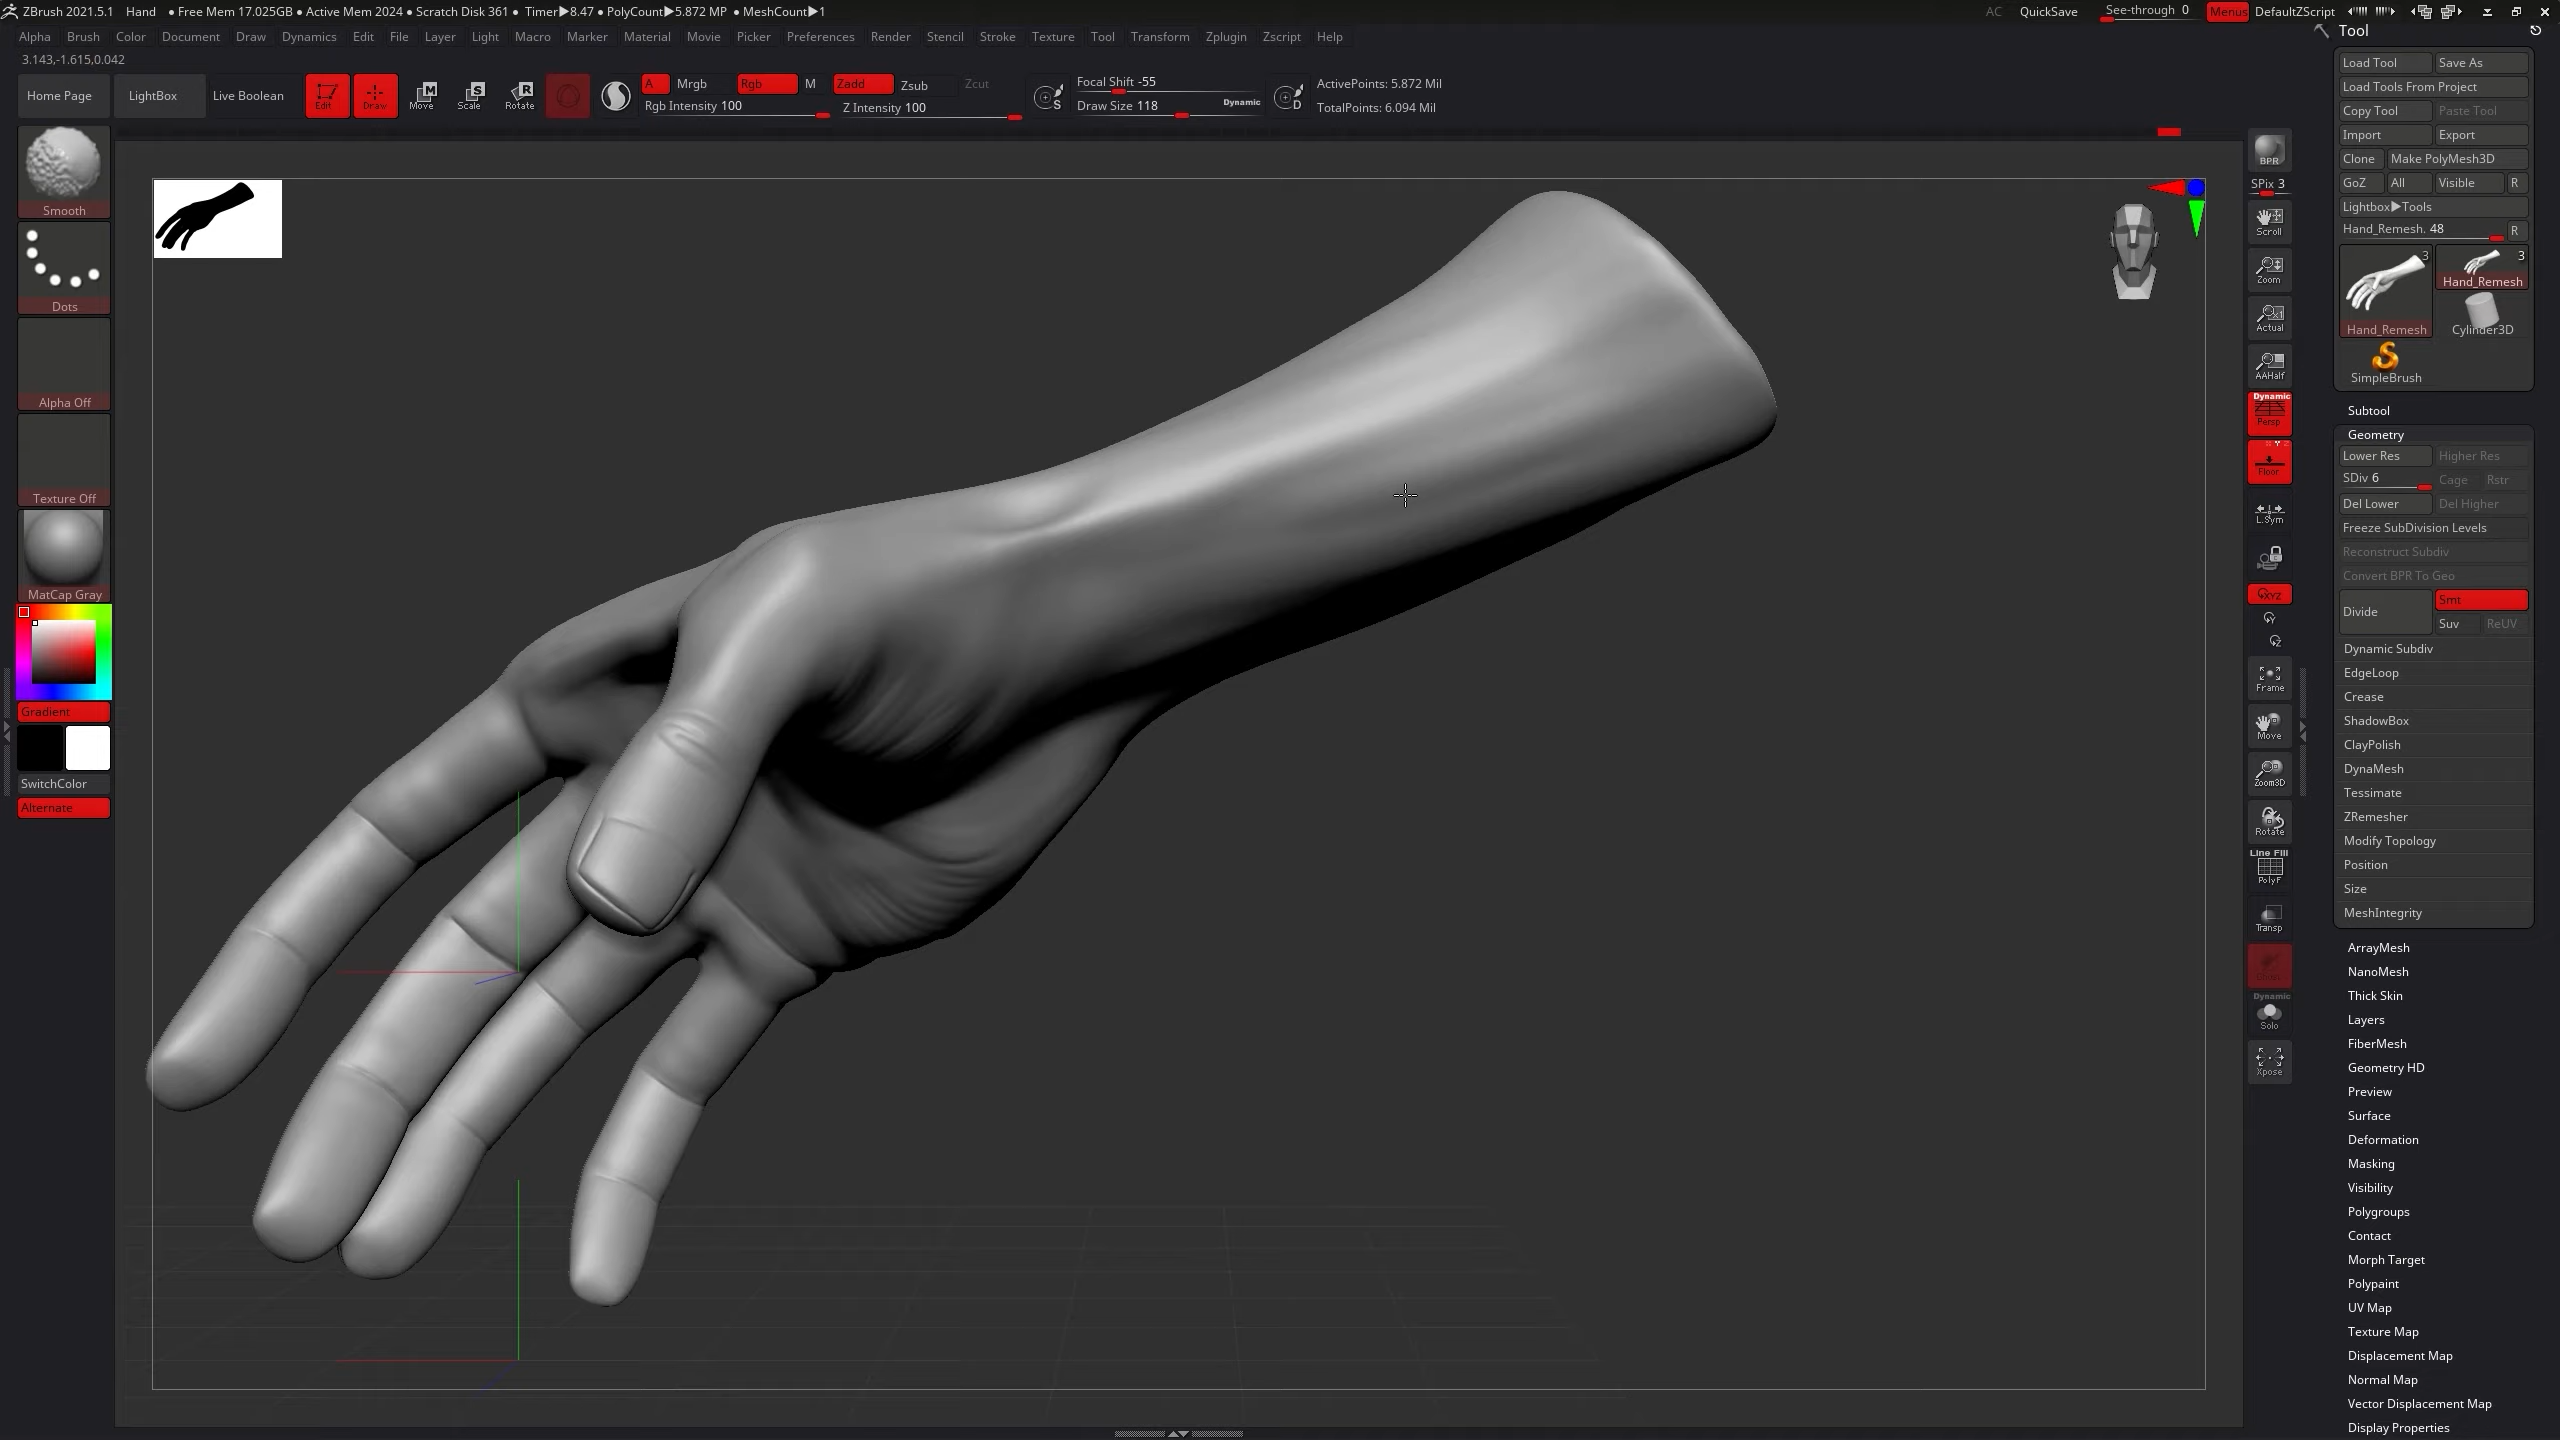 ZBrush 2021.5.1 Hand ● Free Mem 17.025GB ● Active Mem 2024 ● Scratch Disk 361 ● Timer▶8.47 ● PolyCount▶5.872 MP ● MeshCount▶1 AC QuickSave See-through 0 Menus DefaultZScript
Alpha Brush Color Document Draw Dynamics Edit File Layer Light Macro Marker Material Movie Picker Preferences Render Stencil Stroke Texture Tool Transform Zplugin Zscript Help
3.143,-1.615,0.042
Home Page LightBox Live Boolean Edit Draw Move Scale Rotate
A Mrgb Rgb M Zadd Zsub Zcut
Rgb Intensity 100 Z Intensity 100
Focal Shift -55
Draw Size 118 Dynamic
ActivePoints: 5.872 Mil
TotalPoints: 6.094 Mil
Smooth
Dots
Alpha Off
Texture Off
MatCap Gray
Gradient
SwitchColor
Alternate
BPR
SPix 3
Scroll
Zoom
Actual
AAHalf
Dynamic
Persp
Floor
L.Sym
XYZ
Frame
Move
Zoom3D
Rotate
Line Fill
PolyF
Transp
Dynamic
Solo
Xpose
Tool
Load Tool Save As
Load Tools From Project
Copy Tool Paste Tool
Import Export
Clone Make PolyMesh3D
GoZ All Visible R
Lightbox▶Tools
Hand_Remesh. 48 R
3 3
Hand_Remesh
Hand_Remesh Cylinder3D
SimpleBrush
Subtool
Geometry
Lower Res Higher Res
SDiv 6 Cage Rstr
Del Lower Del Higher
Freeze SubDivision Levels
Reconstruct Subdiv
Convert BPR To Geo
Divide Smt
Suv ReUV
Dynamic Subdiv
EdgeLoop
Crease
ShadowBox
ClayPolish
DynaMesh
Tessimate
ZRemesher
Modify Topology
Position
Size
MeshIntegrity
ArrayMesh
NanoMesh
Thick Skin
Layers
FiberMesh
Geometry HD
Preview
Surface
Deformation
Masking
Visibility
Polygroups
Contact
Morph Target
Polypaint
UV Map
Texture Map
Displacement Map
Normal Map
Vector Displacement Map
Display Properties